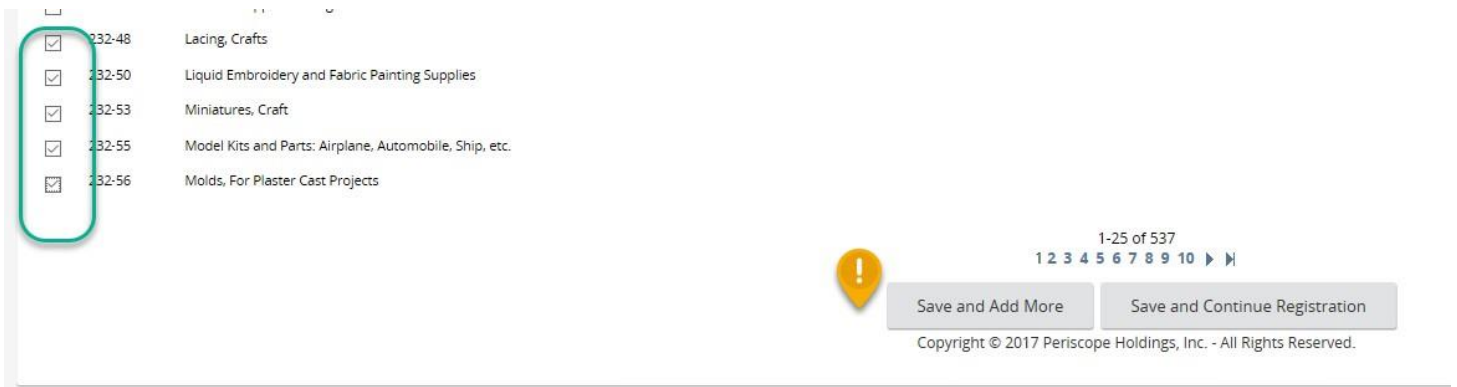 232-48 Lacing, Crafts
232-50 Liquid Embroidery and Fabric Painting Supplies
232-53 Miniatures, Craft
232-55 Model Kits and Parts: Airplane, Automobile, Ship, etc.
232-56 Molds, For Plaster Cast Projects
1-25 of 537
1 2 3 4 5 6 7 8 9 10
!
Save and Add More Save and Continue Registration
Copyright © 2017 Periscope Holdings, Inc. - All Rights Reserved.